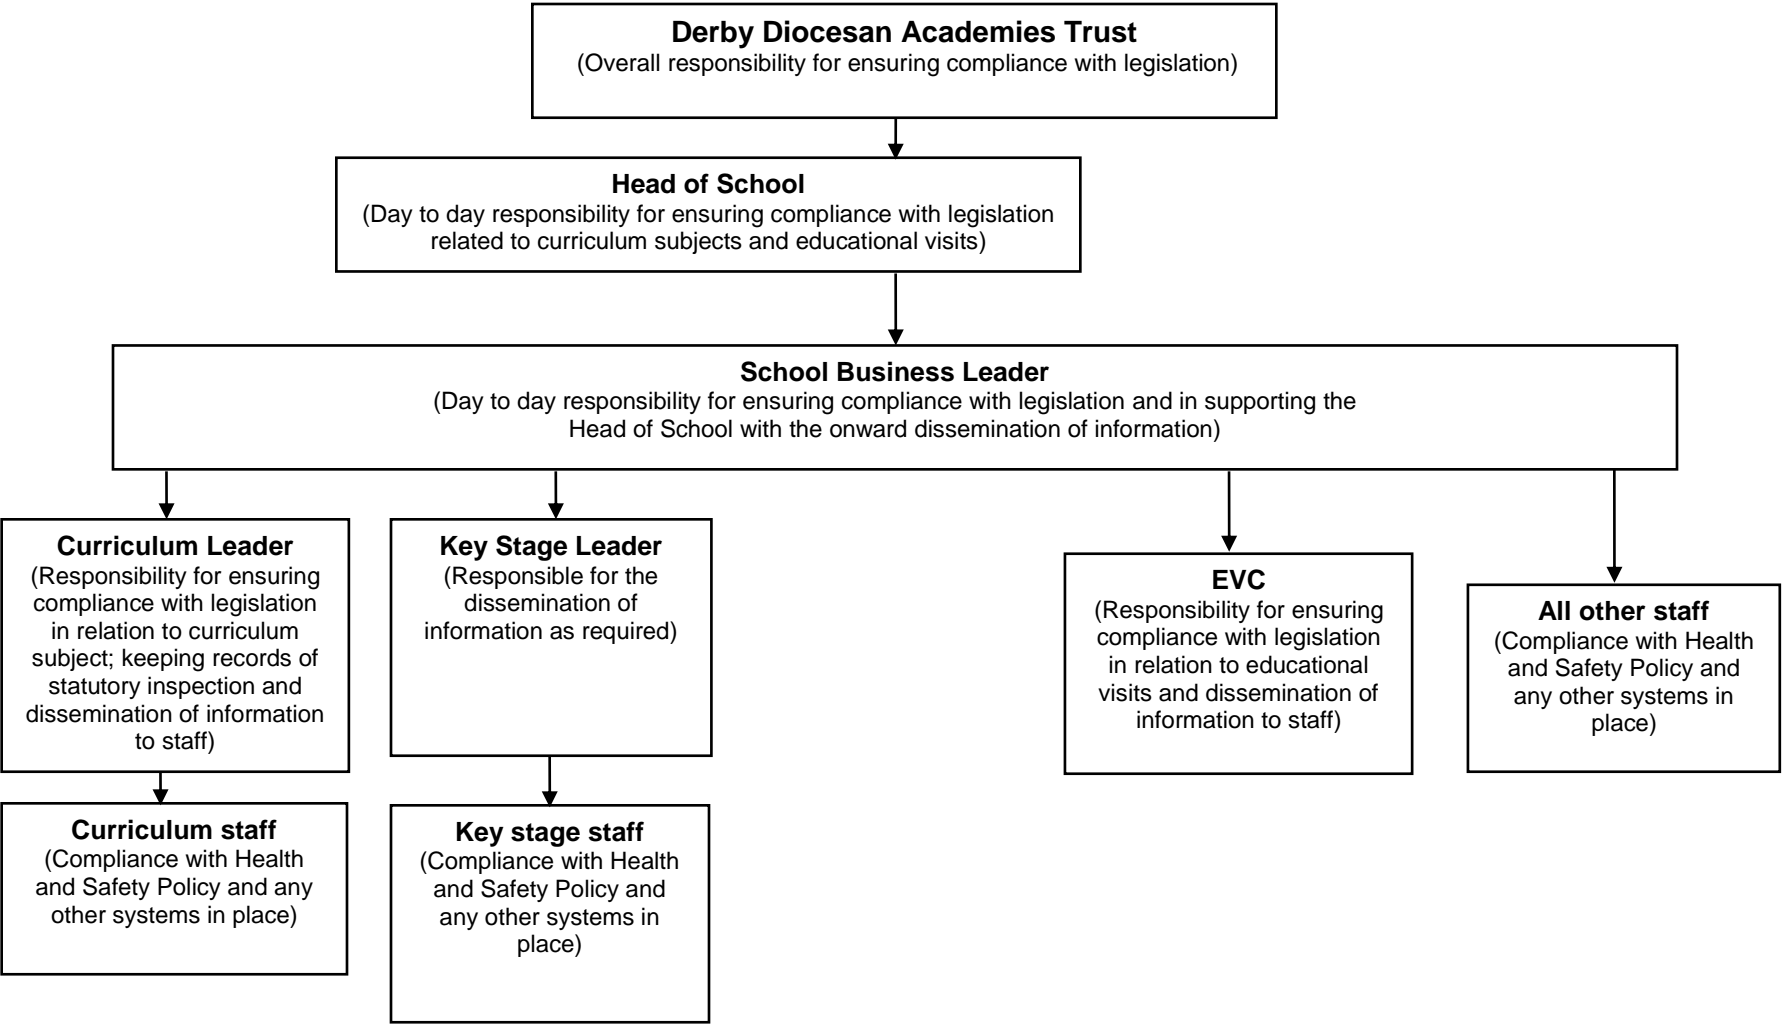 Derby Diocesan Academies Trust
(Overall responsibility for ensuring compliance with legislation)
Head of School
(Day to day responsibility for ensuring compliance with legislation
related to curriculum subjects and educational visits)
School Business Leader
(Day to day responsibility for ensuring compliance with legislation and in supporting the
Head of School with the onward dissemination of information)
Curriculum Leader
(Responsibility for ensuring
compliance with legislation
in relation to curriculum
subject; keeping records of
statutory inspection and
dissemination of information
to staff)
Key Stage Leader
(Responsible for the
dissemination of
information as required)
EVC
(Responsibility for ensuring
compliance with legislation
in relation to educational
visits and dissemination of
information to staff)
All other staff
(Compliance with Health
and Safety Policy and
any other systems in
place)
Curriculum staff
(Compliance with Health
and Safety Policy and any
other systems in place)
Key stage staff
(Compliance with Health
and Safety Policy and
any other systems in
place)